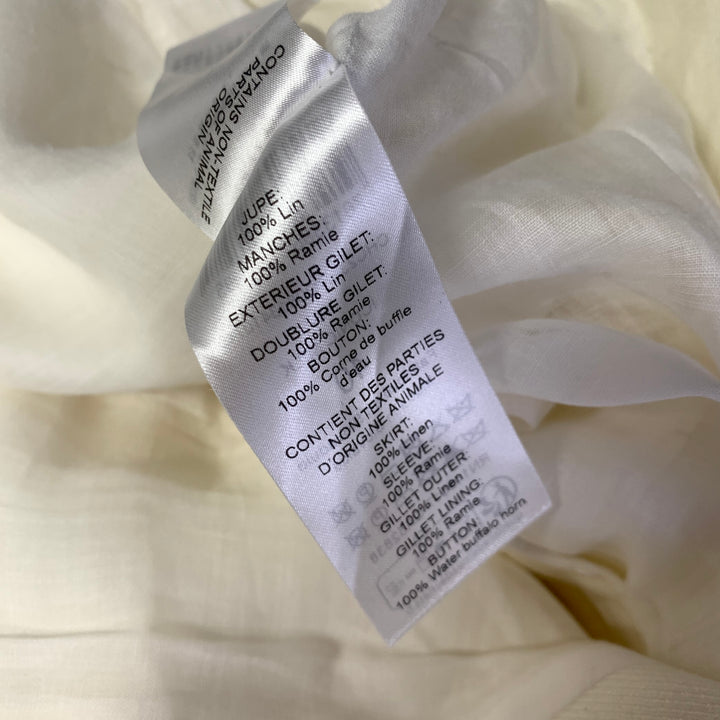 CONTAINS NON-TEXTILE
PARTS OF ANIMAL
ORIGIN
JUPE:
100% Lin
MANCHES:
100% Ramie
EXTERIEUR GILET:
100% Lin
DOUBLURE GILET:
100% Ramie
BOUTON:
100% Corne de buffle
d'eau
CONTIENT DES PARTIES
NON TEXTILES
D'ORIGINE ANIMALE
SKIRT:
100% Linen
SLEEVE:
100% Ramie
GILLET OUTER:
100% Linen
GILLET LINING:
100% Ramie
BUTTON:
100% Water buffalo horn